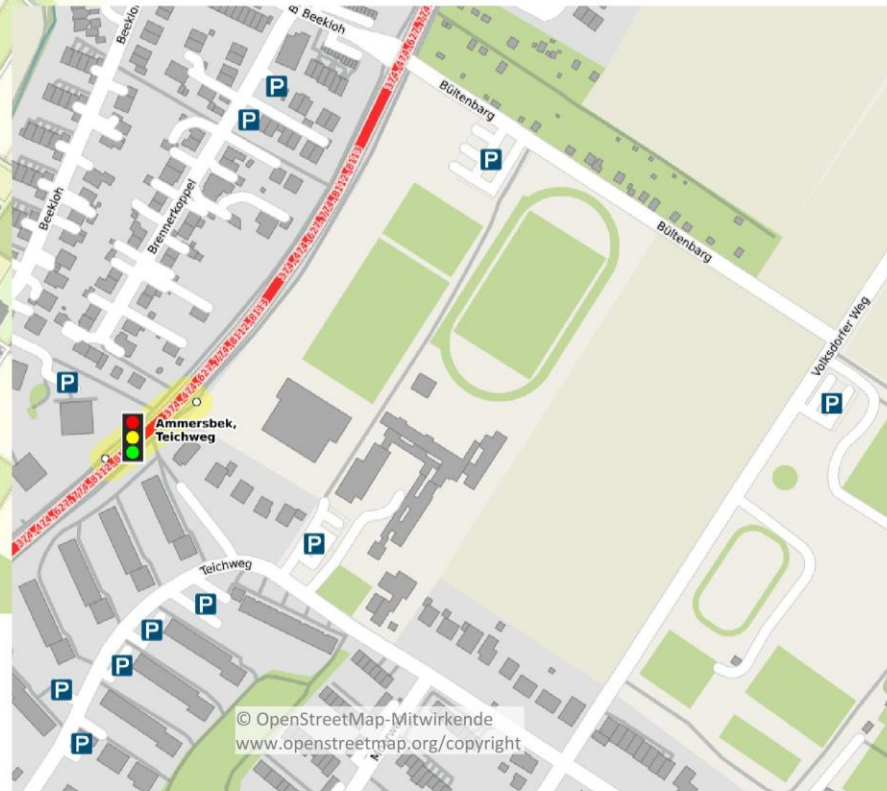 Beekloh
Beekloh
P
P
Bültenbarg
P
Beekloh
Brennerkoppel
Bültenbarg
Volksdorfer Weg
P
P
Ammersbek,
Teichweg
P
Teichweg
P
P
P
P
P
© OpenStreetMap-Mitwirkende
www.openstreetmap.org/copyright